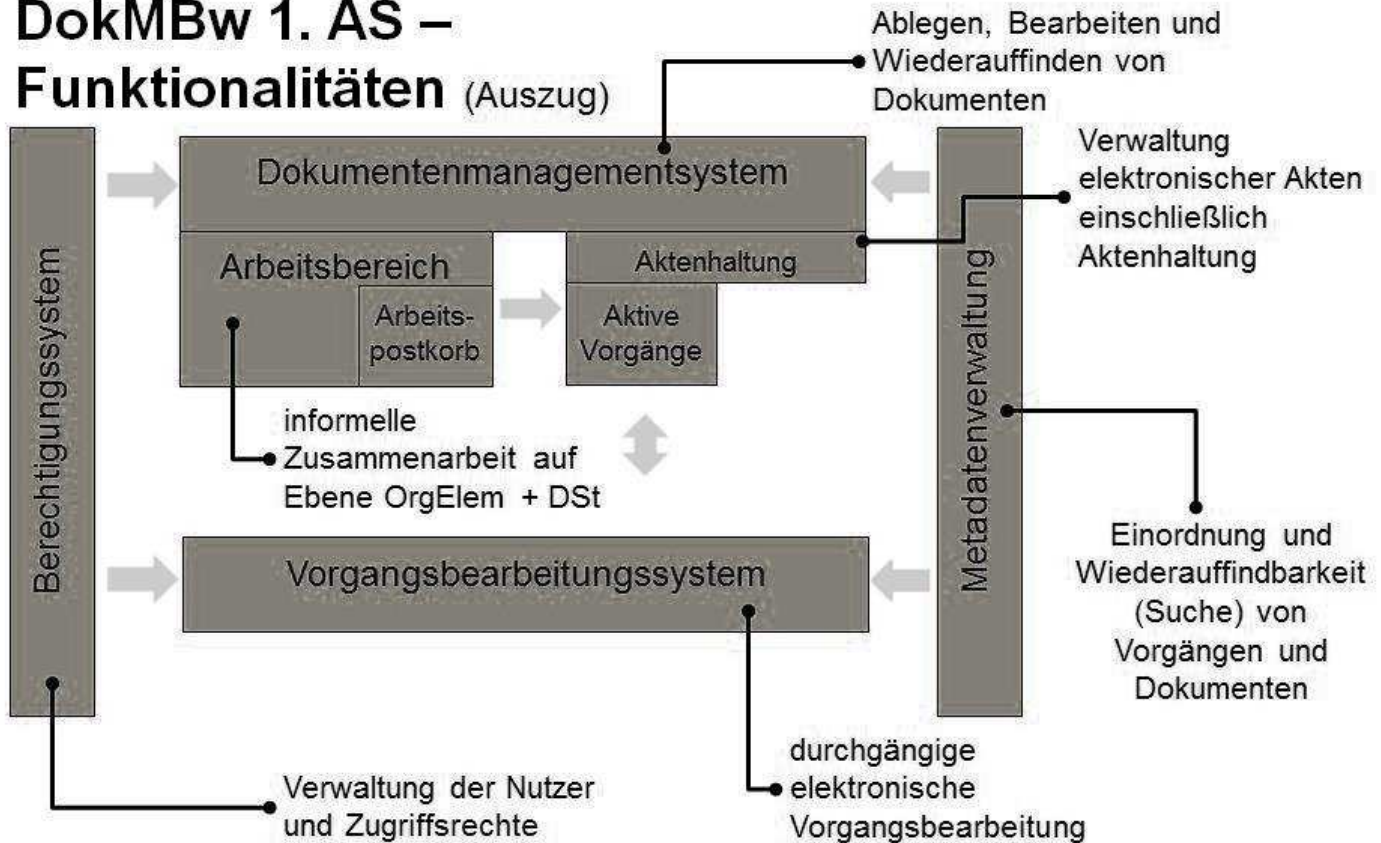 DokMBw 1. AS –
Funktionalitäten (Auszug)
Ablegen, Bearbeiten und
Wiederauffinden von
Dokumenten
Dokumentenmanagementsystem
Verwaltung
elektronischer Akten
einschließlich
Aktenhaltung
Arbeitsbereich
Aktenhaltung
Arbeits-
postkorb
Aktive
Vorgänge
Berechtigungssystem
Metadatenverwaltung
informelle
Zusammenarbeit auf
Ebene OrgElem + DSt
Einordnung und
Wiederauffindbarkeit
(Suche) von
Vorgängen und
Dokumenten
Vorgangsbearbeitungssystem
Verwaltung der Nutzer
und Zugriffsrechte
durchgängige
elektronische
Vorgangsbearbeitung